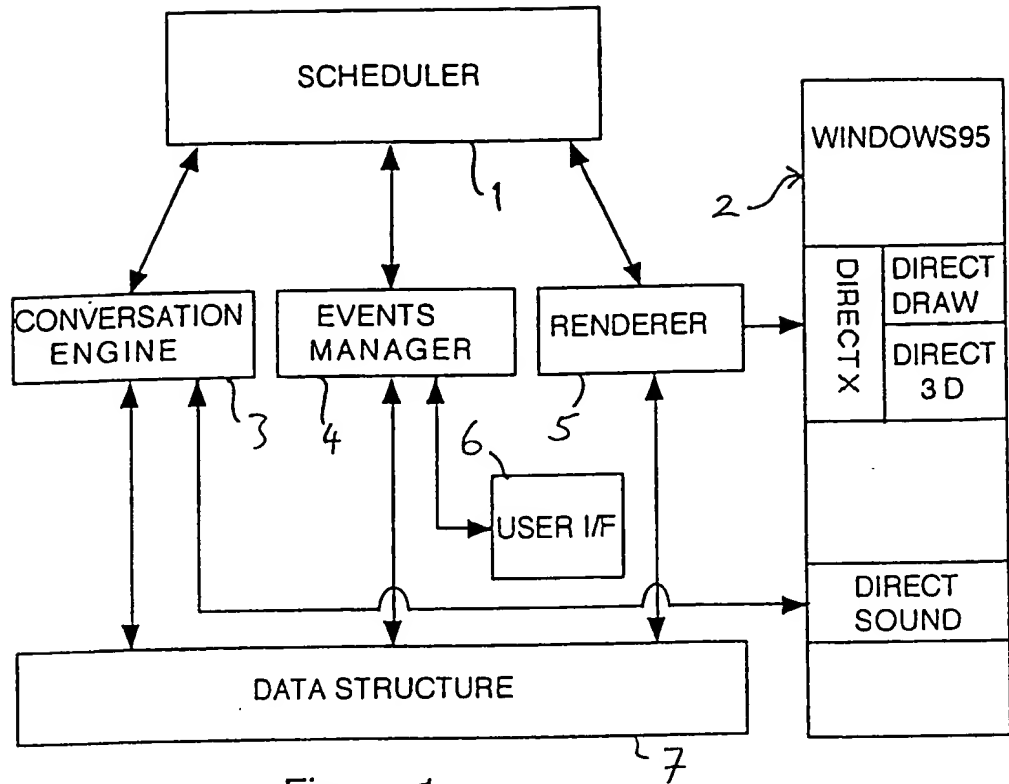 SCHEDULER
1
WINDOWS95
2
DIRECT X
DIRECT
DRAW
DIRECT
3D
CONVERSATION
ENGINE
3
EVENTS
MANAGER
4
RENDERER
5
6
USER I/F
DIRECT
SOUND
DATA STRUCTURE
7